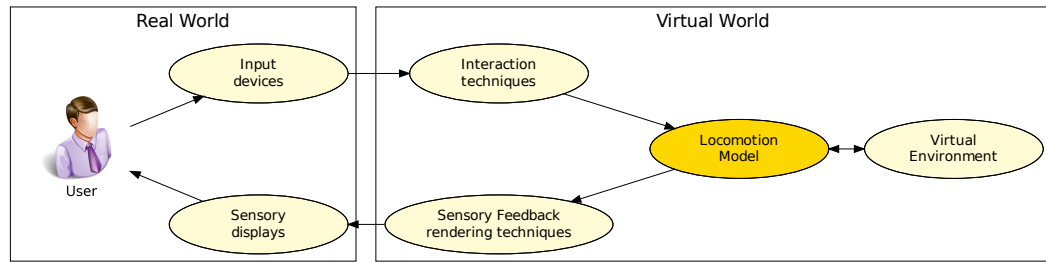 Real World
Virtual World
Input
devices
Interaction
techniques
Locomotion
Model
Virtual
Environment
User
Sensory
displays
Sensory Feedback
rendering techniques